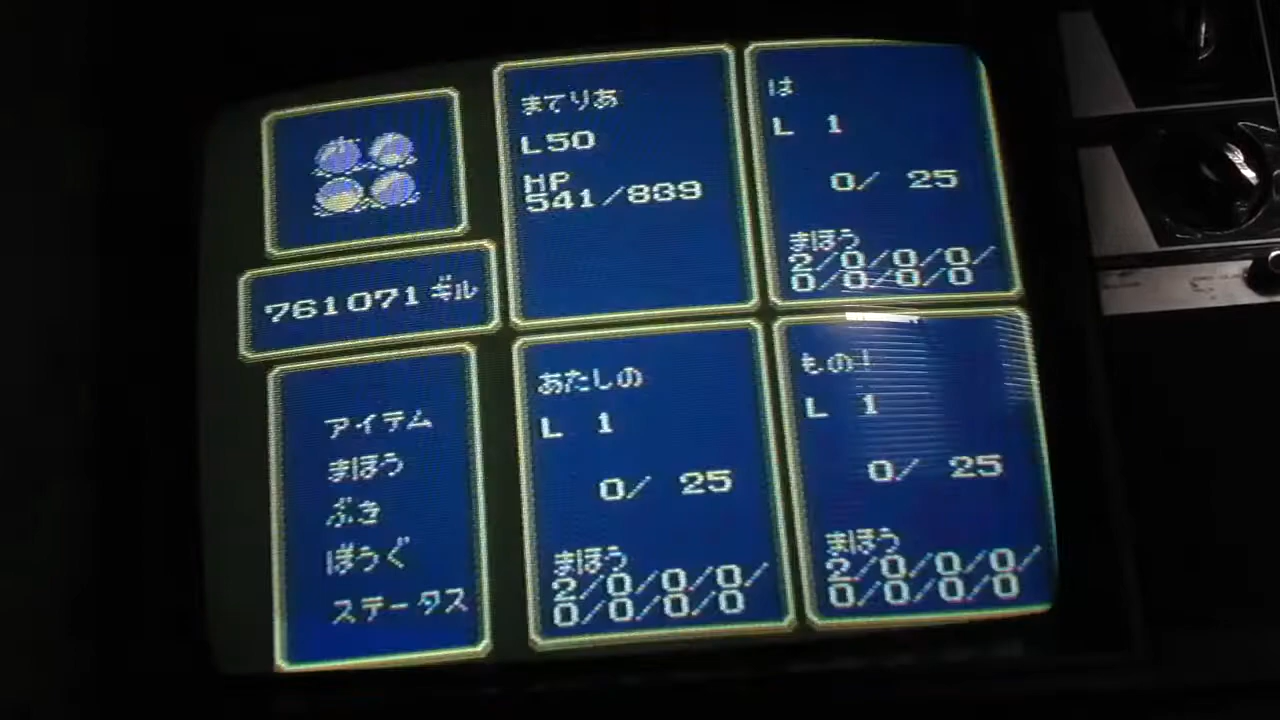 まてりあ
L50
HP
541/839
は
L 1
0/ 25
まほう
2/0/0/0/
0/0/0/0
761071ギル
アイテム
まほう
ぶき
ぼうぐ
ステータス
あたしの
L 1
0/ 25
まほう
2/0/0/0/
0/0/0/0
もの!
L 1
0/ 25
まほう
2/0/0/0/
0/0/0/0